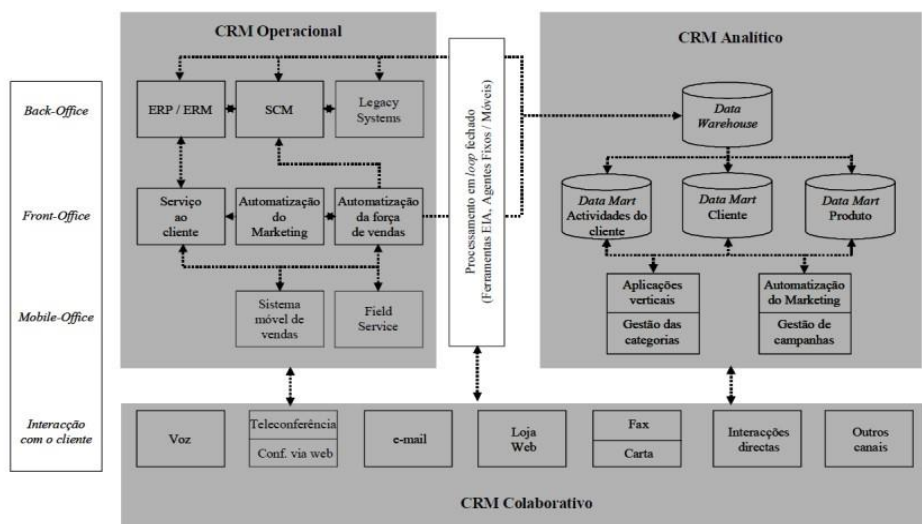 CRM Operacional
CRM Analítico
Back-Office
ERP / ERM
SCM
Legacy
Systems
Processamento em loop fechado
(Ferramentas EIA, Agentes Fixos / Móveis)
Data
Warehouse
Front-Office
Serviço
ao
cliente
Automatização
do
Marketing
Automatização
da força
de vendas
Data Mart
Actividades do
cliente
Data Mart
Cliente
Data Mart
Produto
Mobile-Office
Sistema
móvel de
vendas
Field
Service
Aplicações
verticais
Gestão das
categorias
Automatização
do Marketing
Gestão de
campanhas
Interacção
com o cliente
Voz
Teleconferência
Conf. via web
e-mail
Loja
Web
Fax
Carta
Interacções
directas
Outros
canais
CRM Colaborativo